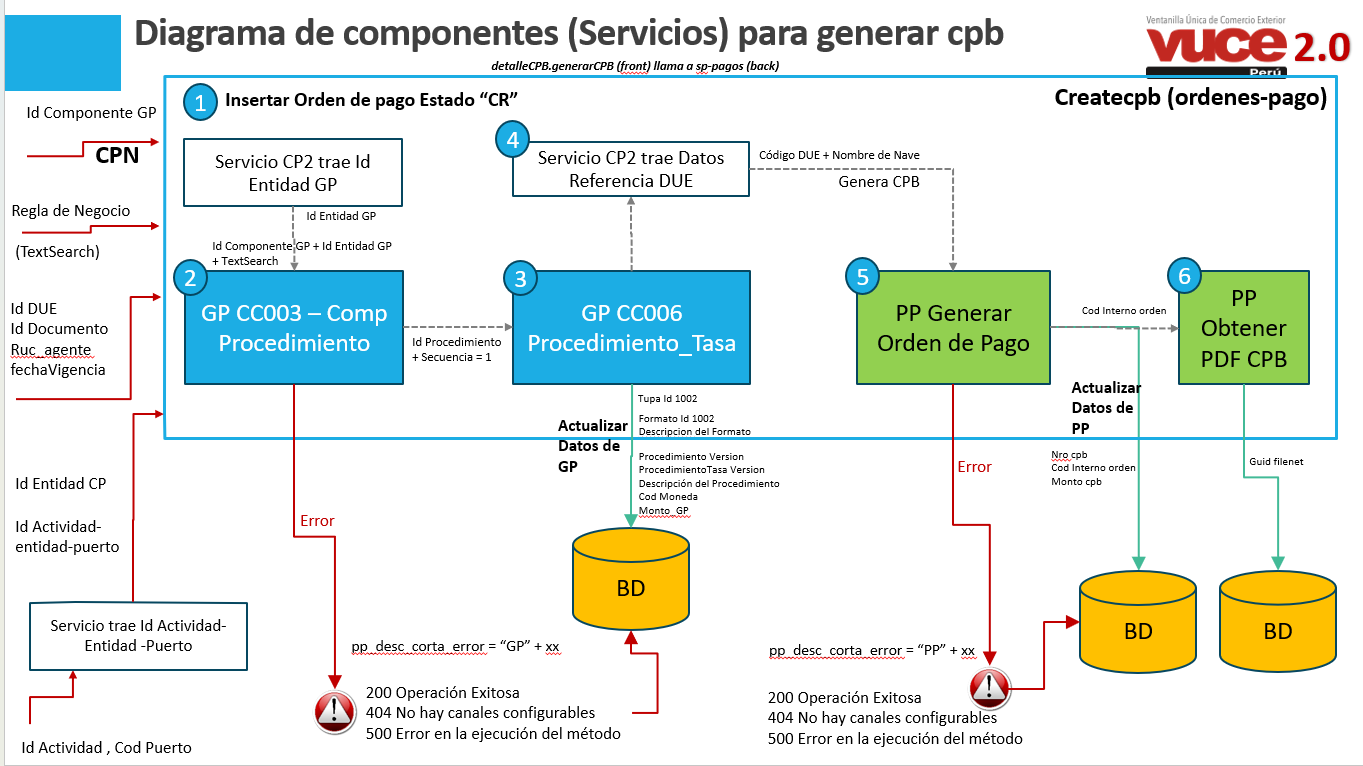 Diagrama de componentes (Servicios) para generar cpb
Ventanilla Única de Comercio Exterior
vuce 2.0
Perú
detalleCPB.generarCPB (front) llama a sp-pagos (back)
1
Insertar Orden de pago Estado “CR”
Createcpb (ordenes-pago)
Id Componente GP
CPN
Regla de Negocio
(TextSearch)
Id DUE
Id Documento
Ruc_agente
fechaVigencia
Id Entidad CP
Id Actividad-
entidad-puerto
Servicio trae Id Actividad-
Entidad -Puerto
Id Actividad , Cod Puerto
Servicio CP2 trae Id
Entidad GP
Id Entidad GP
Id Componente GP + Id Entidad GP
+ TextSearch
2
GP CC003 – Comp
Procedimiento
Id Procedimiento
+ Secuencia = 1
3
GP CC006
Procedimiento_Tasa
4
Servicio CP2 trae Datos
Referencia DUE
Código DUE + Nombre de Nave
Genera CPB
5
PP Generar
Orden de Pago
Cod Interno orden
6
PP
Obtener
PDF CPB
Actualizar
Datos de
GP
Tupa Id 1002
Formato Id 1002
Descripcion del Formato
Procedimiento Version
ProcedimientoTasa Version
Descripción del Procedimiento
Cod Moneda
Monto_GP
Actualizar
Datos de
PP
Nro cpb
Cod Interno orden
Monto cpb
Guid filenet
Error
Error
BD
BD
BD
pp_desc_corta_error = “GP” + xx
200 Operación Exitosa
404 No hay canales configurables
500 Error en la ejecución del método
pp_desc_corta_error = “PP” + xx
200 Operación Exitosa
404 No hay canales configurables
500 Error en la ejecución del método